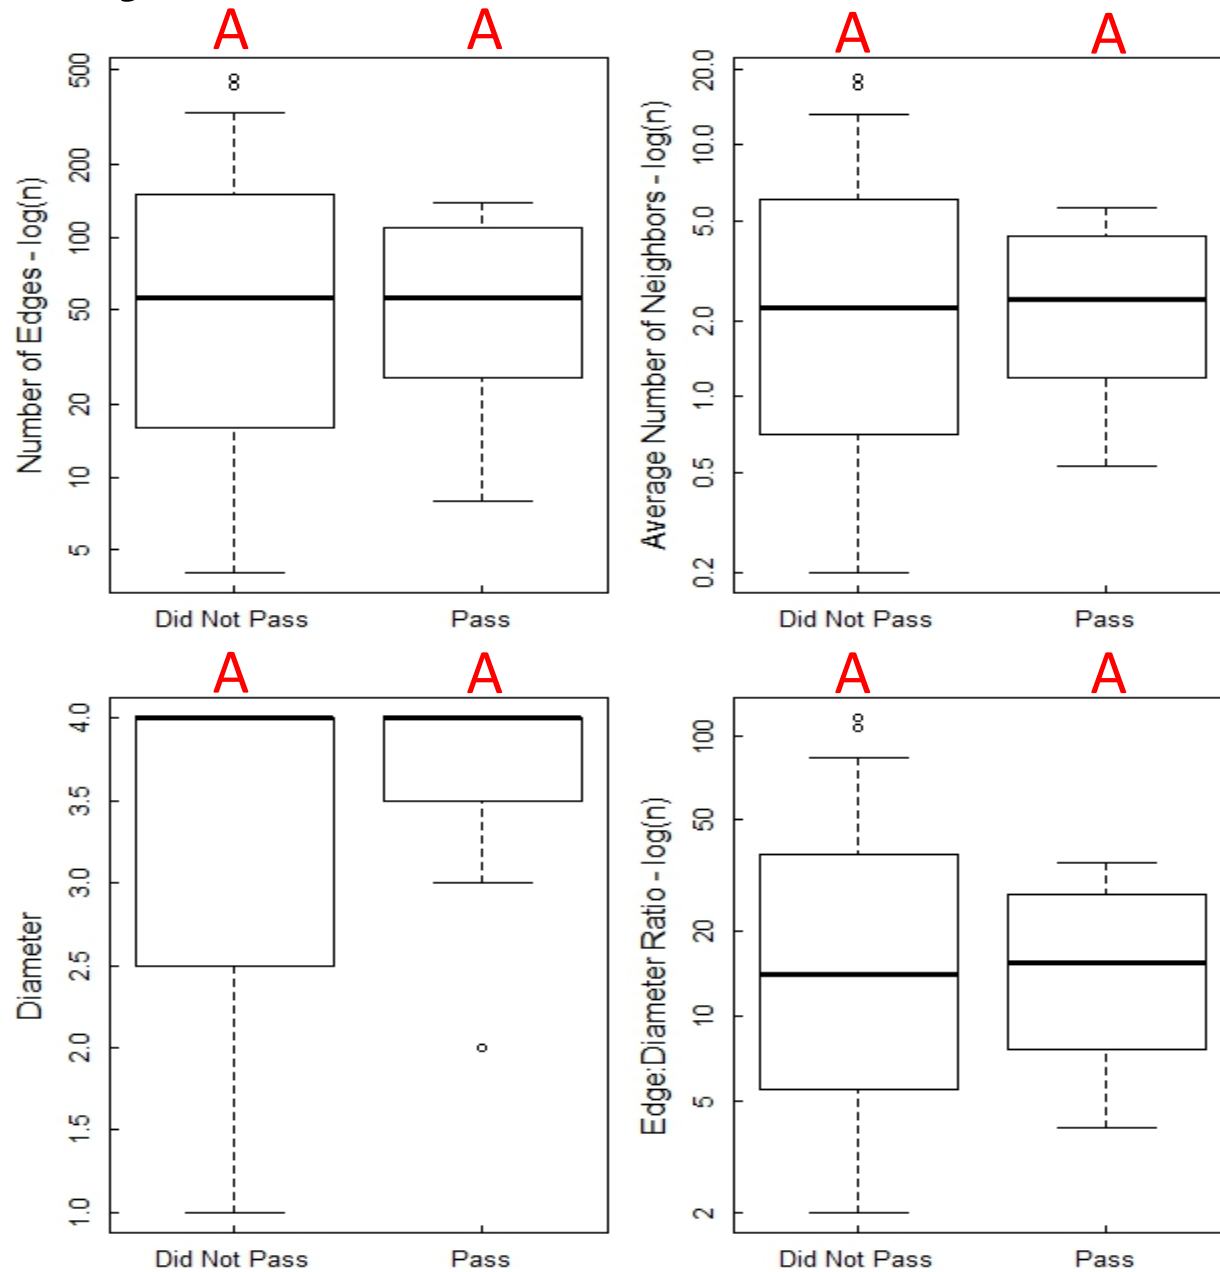 A A
Number of Edges - log(n)
500
200
100
50
20
10
5
Did Not Pass Pass
A A
Average Number of Neighbors - log(n)
20.0
10.0
5.0
2.0
1.0
0.5
0.2
Did Not Pass Pass
A A
Diameter
4.0
3.5
3.0
2.5
2.0
1.5
1.0
Did Not Pass Pass
A A
Edge:Diameter Ratio - log(n)
100
50
20
10
5
2
Did Not Pass Pass